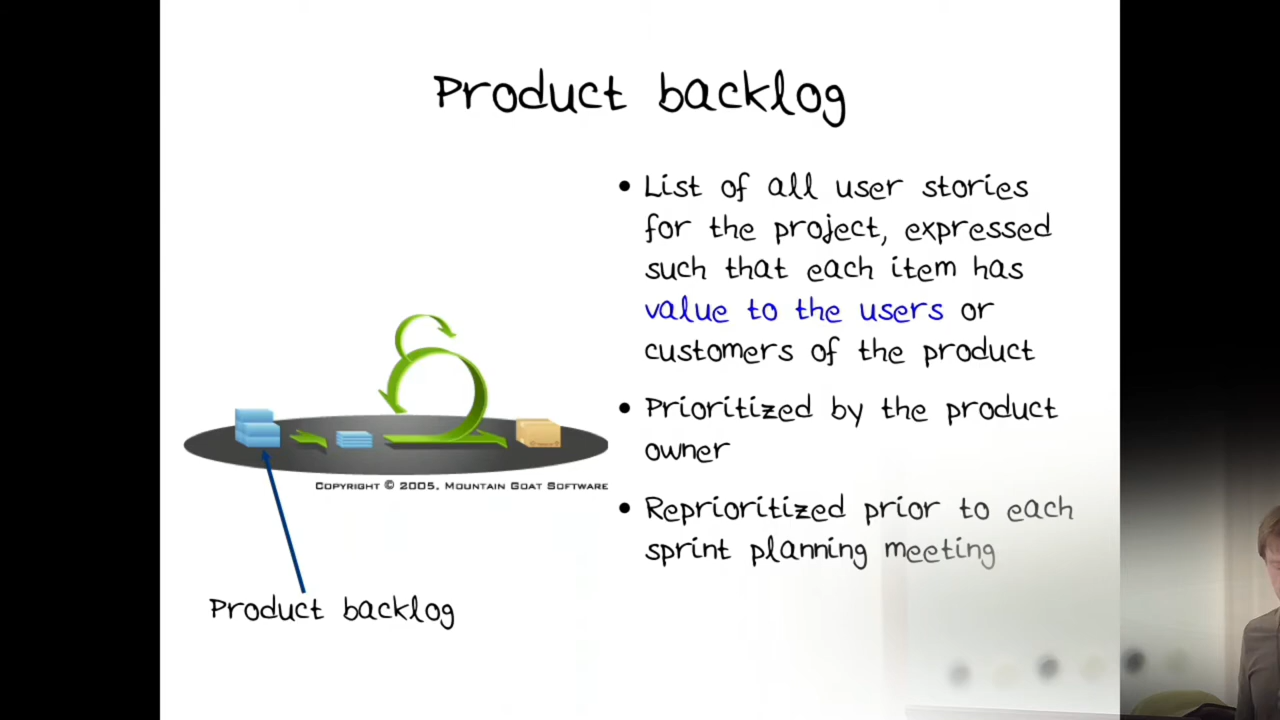 Product backlog
• List of all user stories
for the project, expressed
such that each item has
value to the users or
customers of the product
• Prioritized by the product
owner
• Reprioritized prior to each
sprint planning meeting
Copyright © 2005, Mountain Goat Software
Product backlog